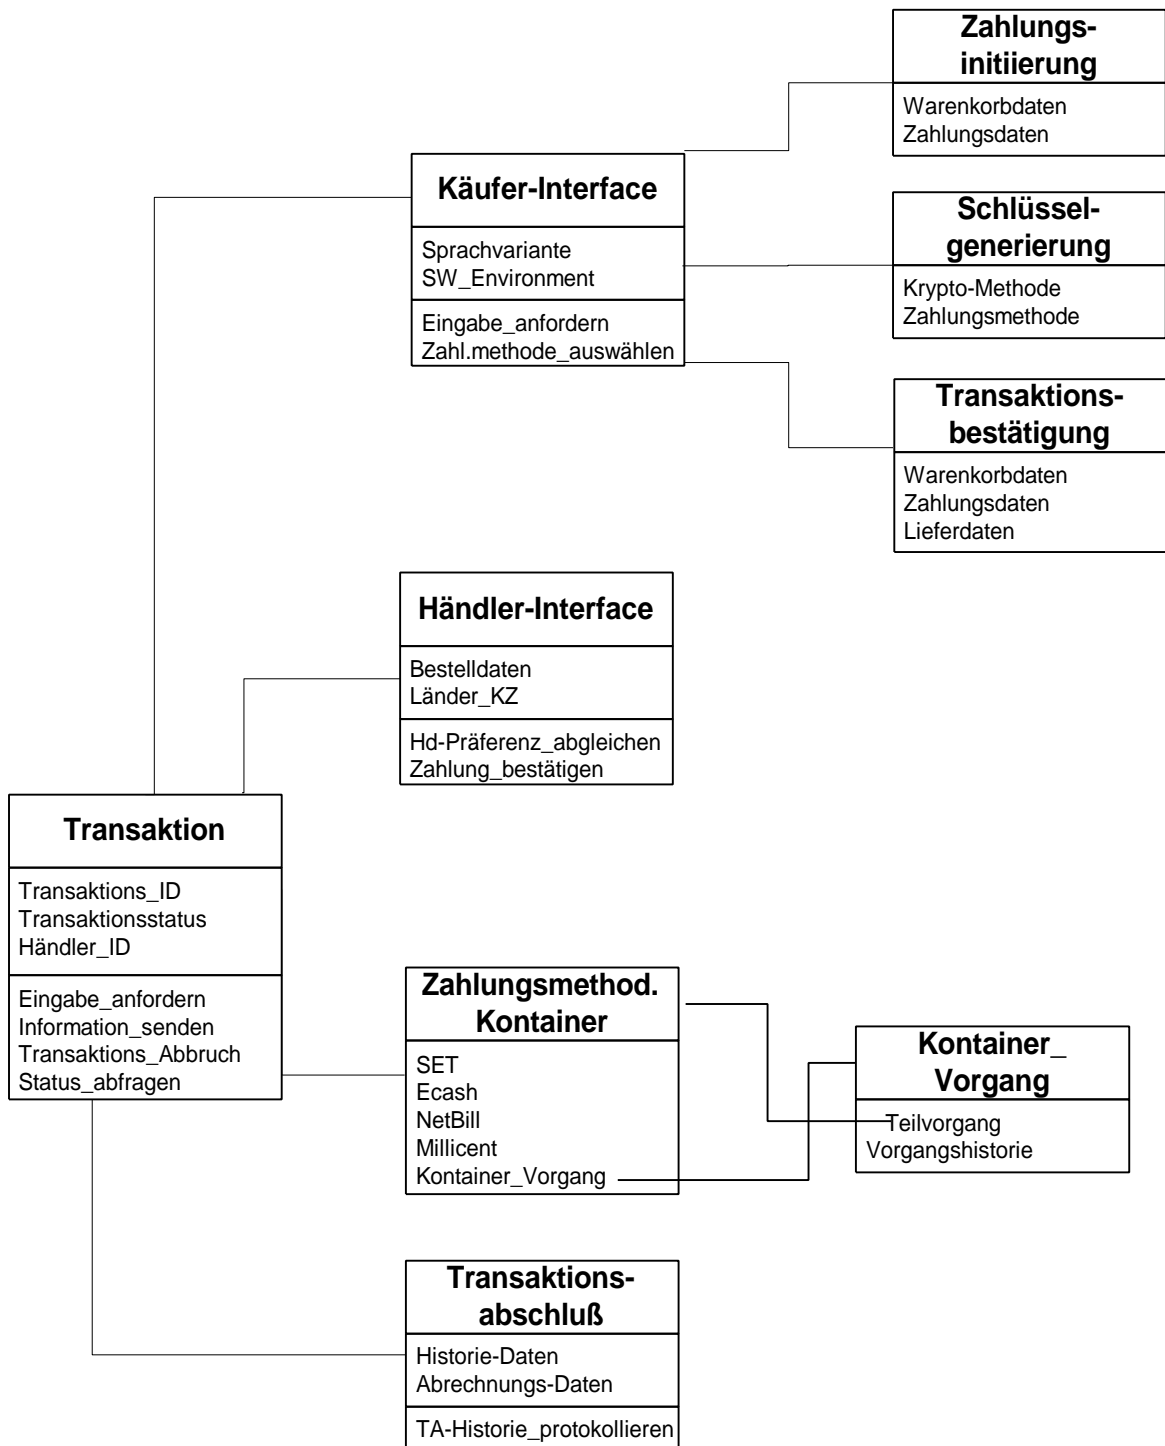 Zahlungs-
initiierung
Warenkorbdaten
Zahlungsdaten
Käufer-Interface
Sprachvariante
SW_Environment
Eingabe_anfordern
Zahl.methode_auswählen
Schlüssel-
generierung
Krypto-Methode
Zahlungsmethode
Transaktions-
bestätigung
Warenkorbdaten
Zahlungsdaten
Lieferdaten
Händler-Interface
Bestelldaten
Länder_KZ
Hd-Präferenz_abgleichen
Zahlung_bestätigen
Transaktion
Transaktions_ID
Transaktionsstatus
Händler_ID
Eingabe_anfordern
Information_senden
Transaktions_Abbruch
Status_abfragen
Zahlungsmethod.
Kontainer
SET
Ecash
NetBill
Millicent
Kontainer_Vorgang
Kontainer_
Vorgang
Teilvorgang
Vorgangshistorie
Transaktions-
abschluß
Historie-Daten
Abrechnungs-Daten
TA-Historie_protokollieren